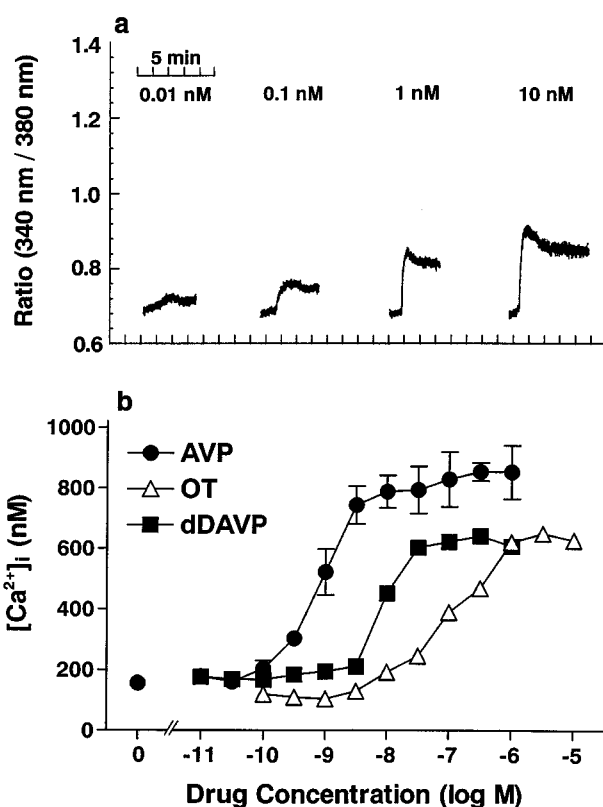 a
1.4
5 min
0.01 nM 0.1 nM 1 nM 10 nM
1.2
1.0
0.8
0.6
Ratio (340 nm / 380 nm)
b
1000
AVP
OT
dDAVP
800
600
400
200
0
[Ca2+]i (nM)
0 -11 -10 -9 -8 -7 -6 -5
Drug Concentration (log M)